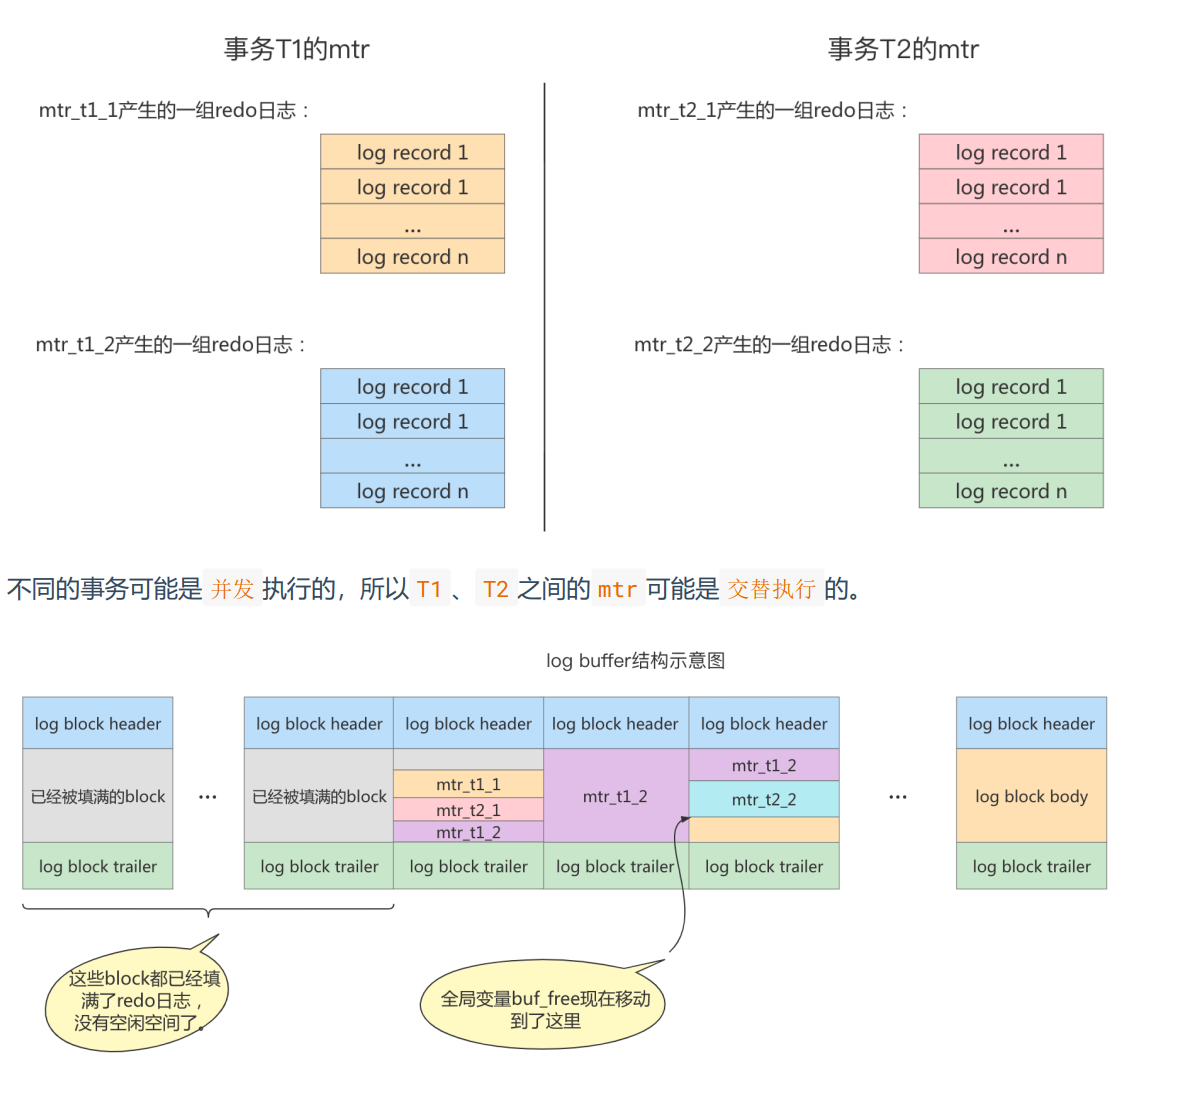 事务T1的mtr
事务T2的mtr
mtr_t1_1产生的一组redo日志：
log record 1
log record 1
...
log record n
mtr_t2_1产生的一组redo日志：
log record 1
log record 1
...
log record n
mtr_t1_2产生的一组redo日志：
log record 1
log record 1
...
log record n
mtr_t2_2产生的一组redo日志：
log record 1
log record 1
...
log record n
不同的事务可能是 并发 执行的，所以 T1 、 T2 之间的 mtr 可能是 交替执行 的。
log buffer结构示意图
log block header
已经被填满的block
log block trailer
...
log block header
已经被填满的block
log block trailer
log block header
mtr_t1_1
mtr_t2_1
mtr_t1_2
log block trailer
log block header
mtr_t1_2
log block trailer
log block header
mtr_t1_2
mtr_t2_2
log block trailer
...
log block header
log block body
log block trailer
这些block都已经填
满了redo日志，
没有空闲空间了。
全局变量buf_free现在移动
到了这里